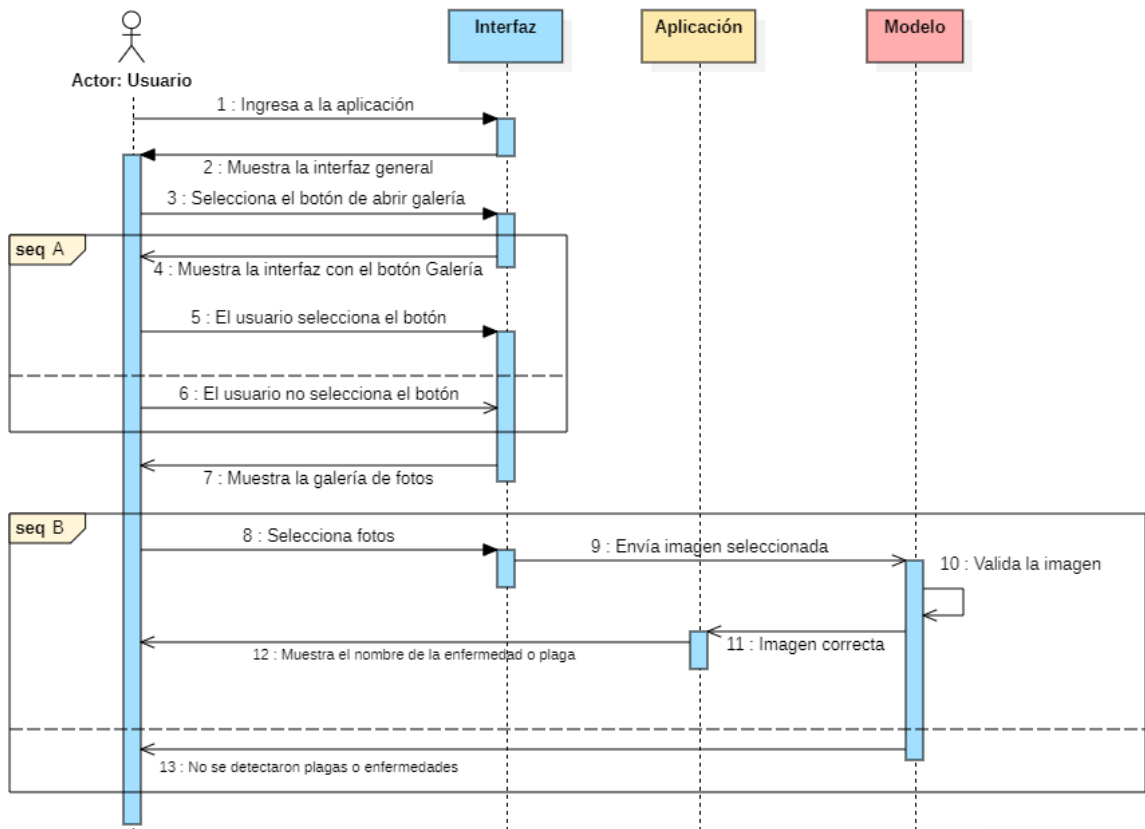 Interfaz
Aplicación
Modelo
Actor: Usuario
1 : Ingresa a la aplicación
2 : Muestra la interfaz general
3 : Selecciona el botón de abrir galería
seq A
4 : Muestra la interfaz con el botón Galería
5 : El usuario selecciona el botón
6 : El usuario no selecciona el botón
7 : Muestra la galería de fotos
seq B
8 : Selecciona fotos
9 : Envía imagen seleccionada
10 : Valida la imagen
11 : Imagen correcta
12 : Muestra el nombre de la enfermedad o plaga
13 : No se detectaron plagas o enfermedades